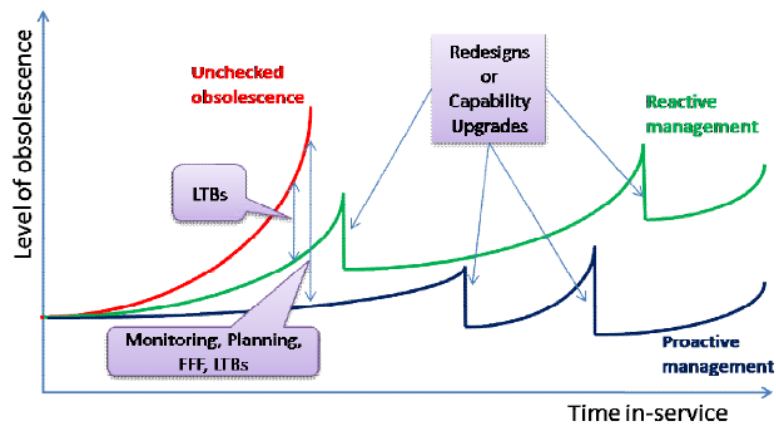 Level of obsolescence
Unchecked
obsolescence
Redesigns
or
Capability
Upgrades
Reactive
management
LTBs
Monitoring, Planning,
FFF, LTBs
Proactive
management
Time in-service